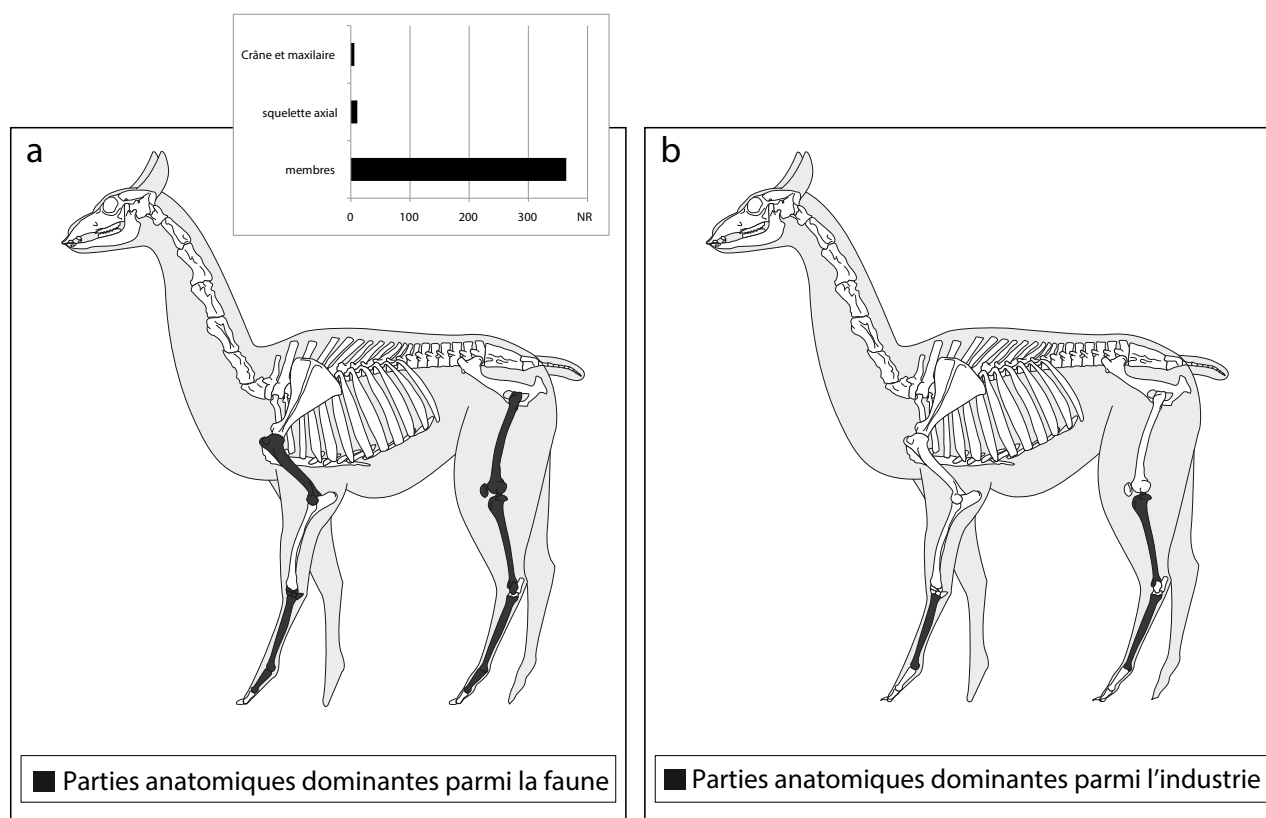 Crâne et maxilaire
squelette axial
membres
0 100 200 300 NR
a
b
Parties anatomiques dominantes parmi la faune
Parties anatomiques dominantes parmi l'industrie